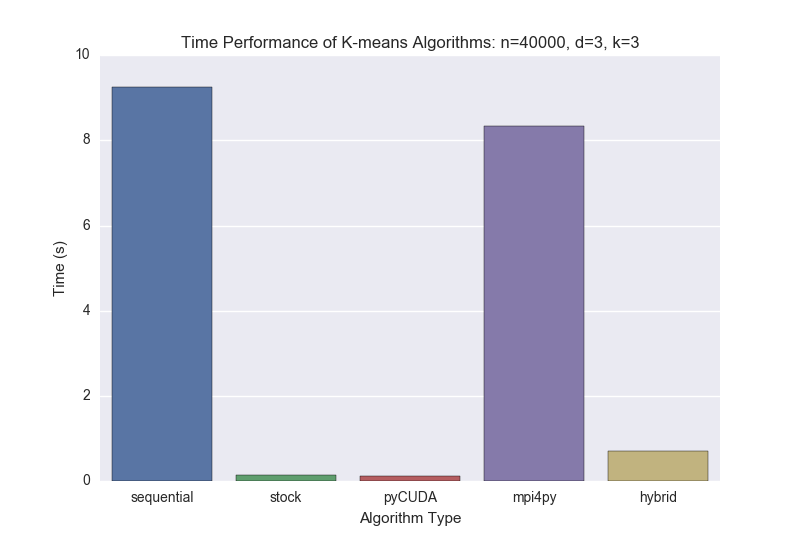 Time Performance of K-means Algorithms: n=40000, d=3, k=3
10
8
6
4
2
0
Time (s)
sequential stock pyCUDA mpi4py hybrid
Algorithm Type